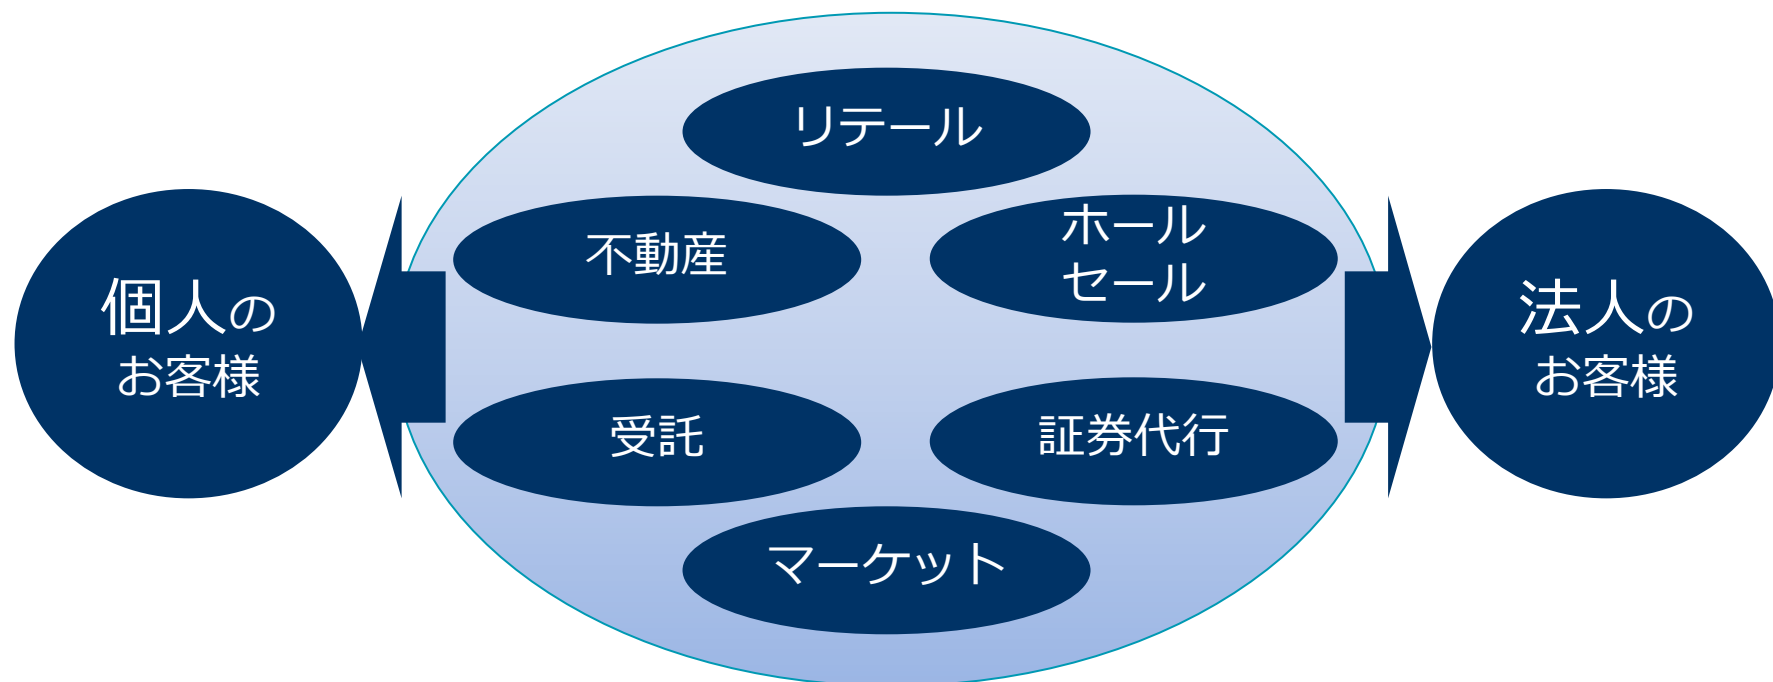 リテール
不動産
ホール
セール
個人の
お客様
法人の
お客様
受託
証券代行
マーケット